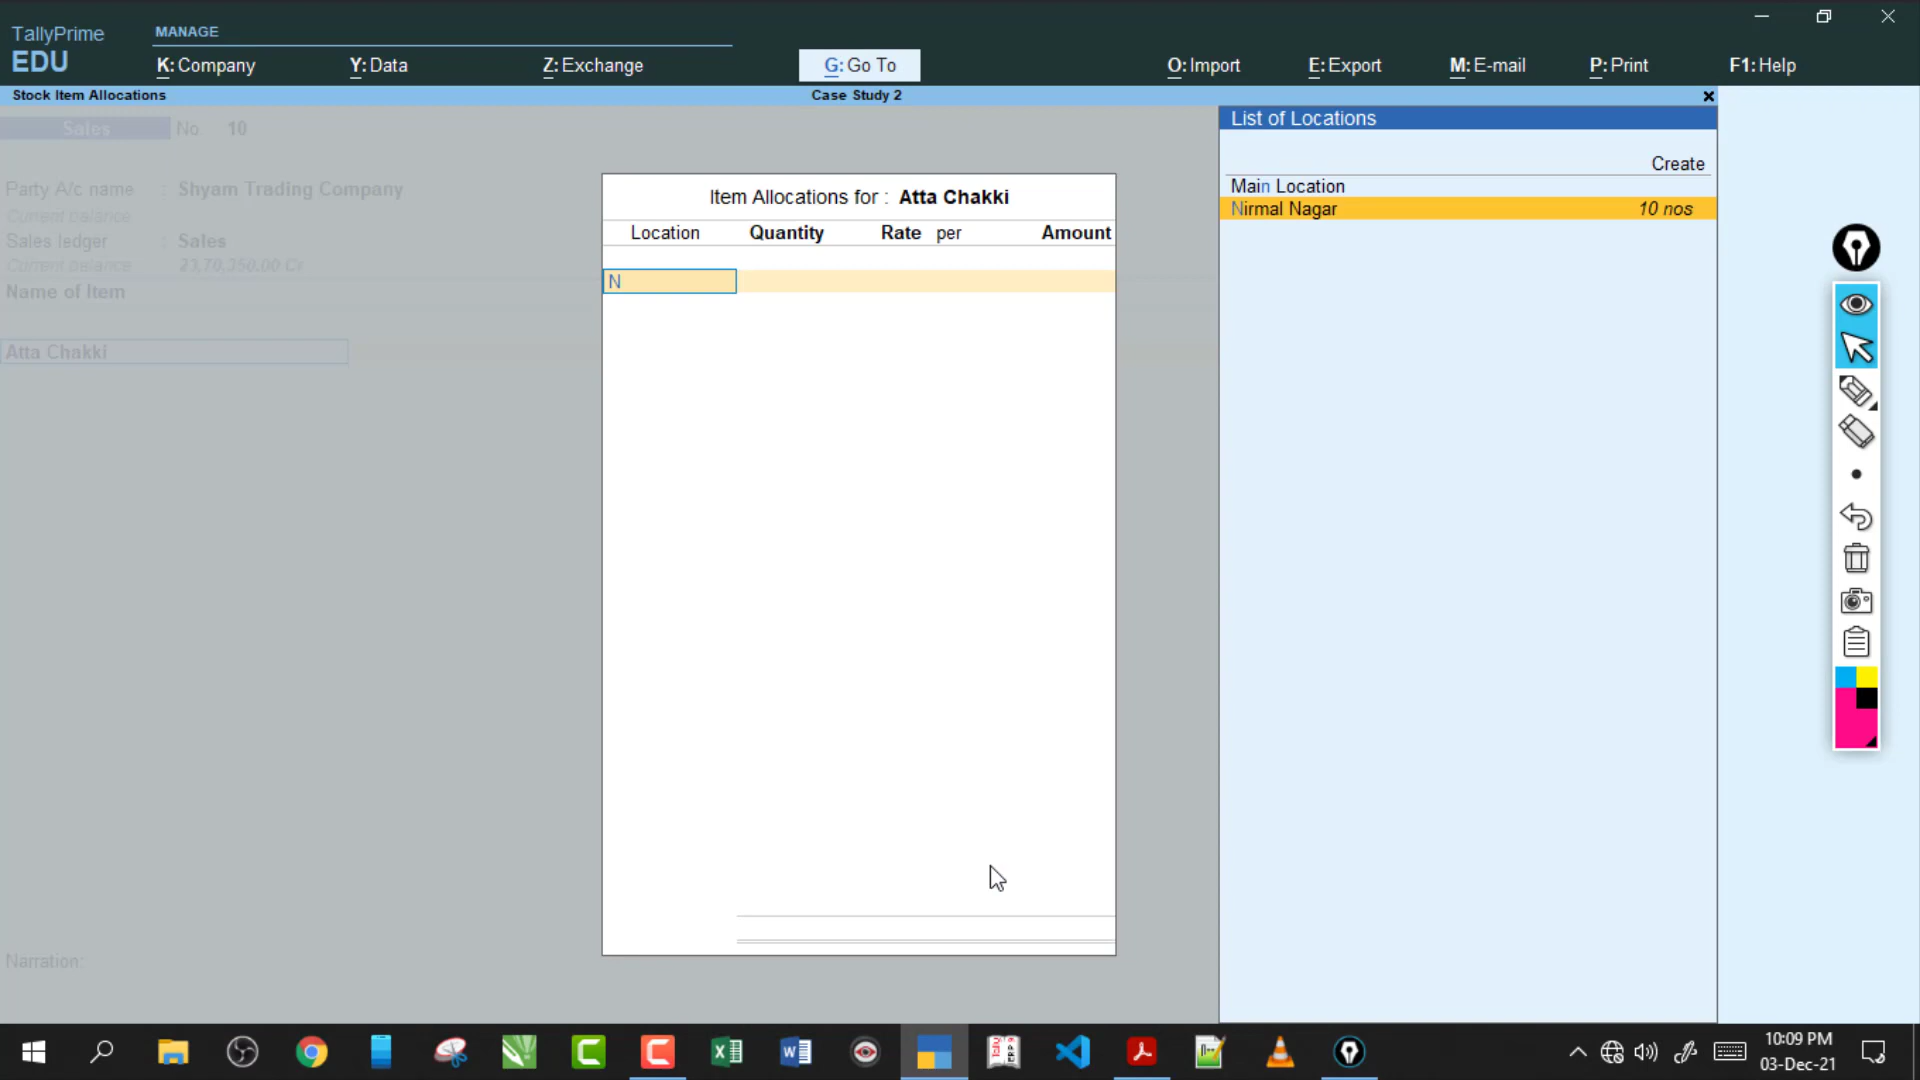 TallyPrime
EDU
MANAGE
K: Company
Y: Data
Z: Exchange
G: Go To
O: Import
E: Export
M: E-mail
P: Print
F1: Help
Stock Item Allocations
Case Study 2
Sales No 10
Party A/c name : Shyam Trading Company
Current balance
Sales ledger : Sales
Current balance
Name of Item
Atta Chakki
Narration:
Item Allocations for : Atta Chakki
Location Quantity Rate per Amount
N
List of Locations
Create
Main Location
Nirmal Nagar 10 nos
10:09 PM
03-Dec-21